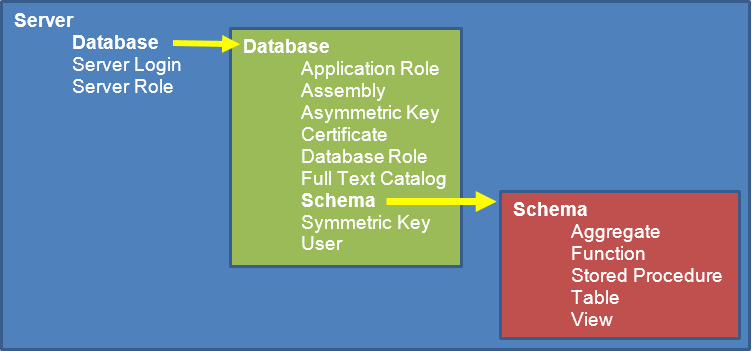 Server
Database
Server Login
Server Role
Database
Application Role
Assembly
Asymmetric Key
Certificate
Database Role
Full Text Catalog
Schema
Symmetric Key
User
Schema
Aggregate
Function
Stored Procedure
Table
View